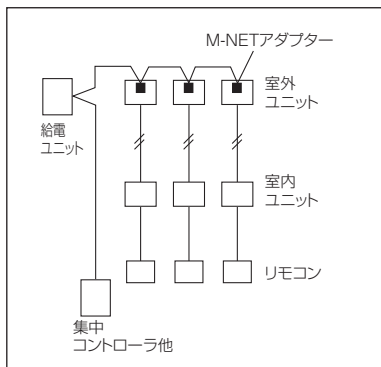 M-NETアダプター
室外
ユニット
給電
ユニット
室内
ユニット
リモコン
集中
コントローラ他